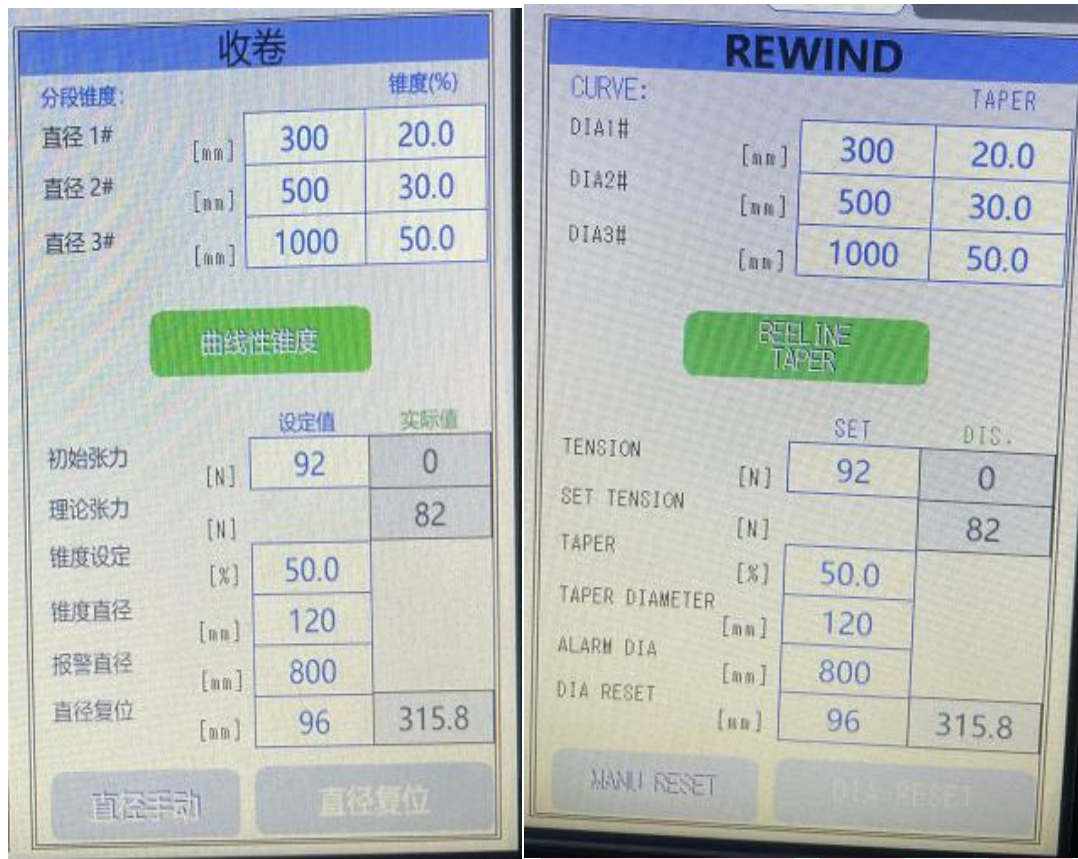 收卷
分段锥度: 锥度(%)
直径 1# [mm] 300 20.0
直径 2# [mm] 500 30.0
直径 3# [mm] 1000 50.0
曲线性锥度
设定值 实际值
初始张力 [N] 92 0
理论张力 [N] 82
锥度设定 [%] 50.0
锥度直径 [mm] 120
报警直径 [mm] 800
直径复位 [mm] 96 315.8
直径手动 直径复位
REWIND
CURVE: TAPER
DIA1# [mm] 300 20.0
DIA2# [mm] 500 30.0
DIA3# [mm] 1000 50.0
BEELINE
TAPER
SET DIS.
TENSION [N] 92 0
SET TENSION [N] 82
TAPER [%] 50.0
TAPER DIAMETER [mm] 120
ALARM DIA [mm] 800
DIA RESET [mm] 96 315.8
MANU RESET DIA RESET